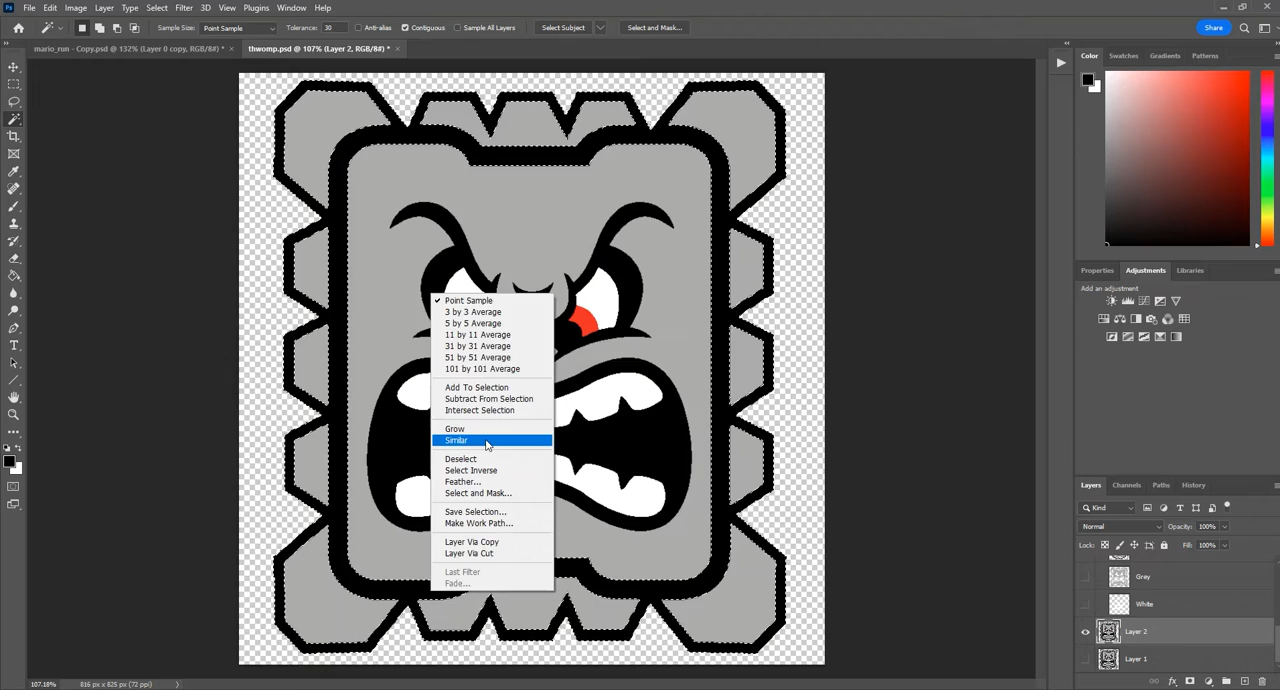 Ps File Edit Image Layer Type Select Filter 3D View Plugins Window Help
Sample Size: Point Sample Tolerance: 30 Anti-alias Contiguous Sample All Layers Select Subject Select and Mask... Share
mario_run - Copy.psd @ 132% (Layer 0 copy, RGB/8#) * × thwomp.psd @ 107% (Layer 2, RGB/8#) * ×
Color Swatches Gradients Patterns
Properties Adjustments Libraries
Add an adjustment
Point Sample
3 by 3 Average
5 by 5 Average
11 by 11 Average
31 by 31 Average
51 by 51 Average
101 by 101 Average
Add To Selection
Subtract From Selection
Intersect Selection
Grow
Similar
Deselect
Select Inverse
Feather...
Select and Mask...
Save Selection...
Make Work Path...
Layer Via Copy
Layer Via Cut
Last Filter
Fade...
Layers Channels Paths History
Kind
Normal Opacity: 100%
Lock: Fill: 100%
Grey
White
Layer 2
Layer 1
107.18% 816 px x 825 px (72 ppi)